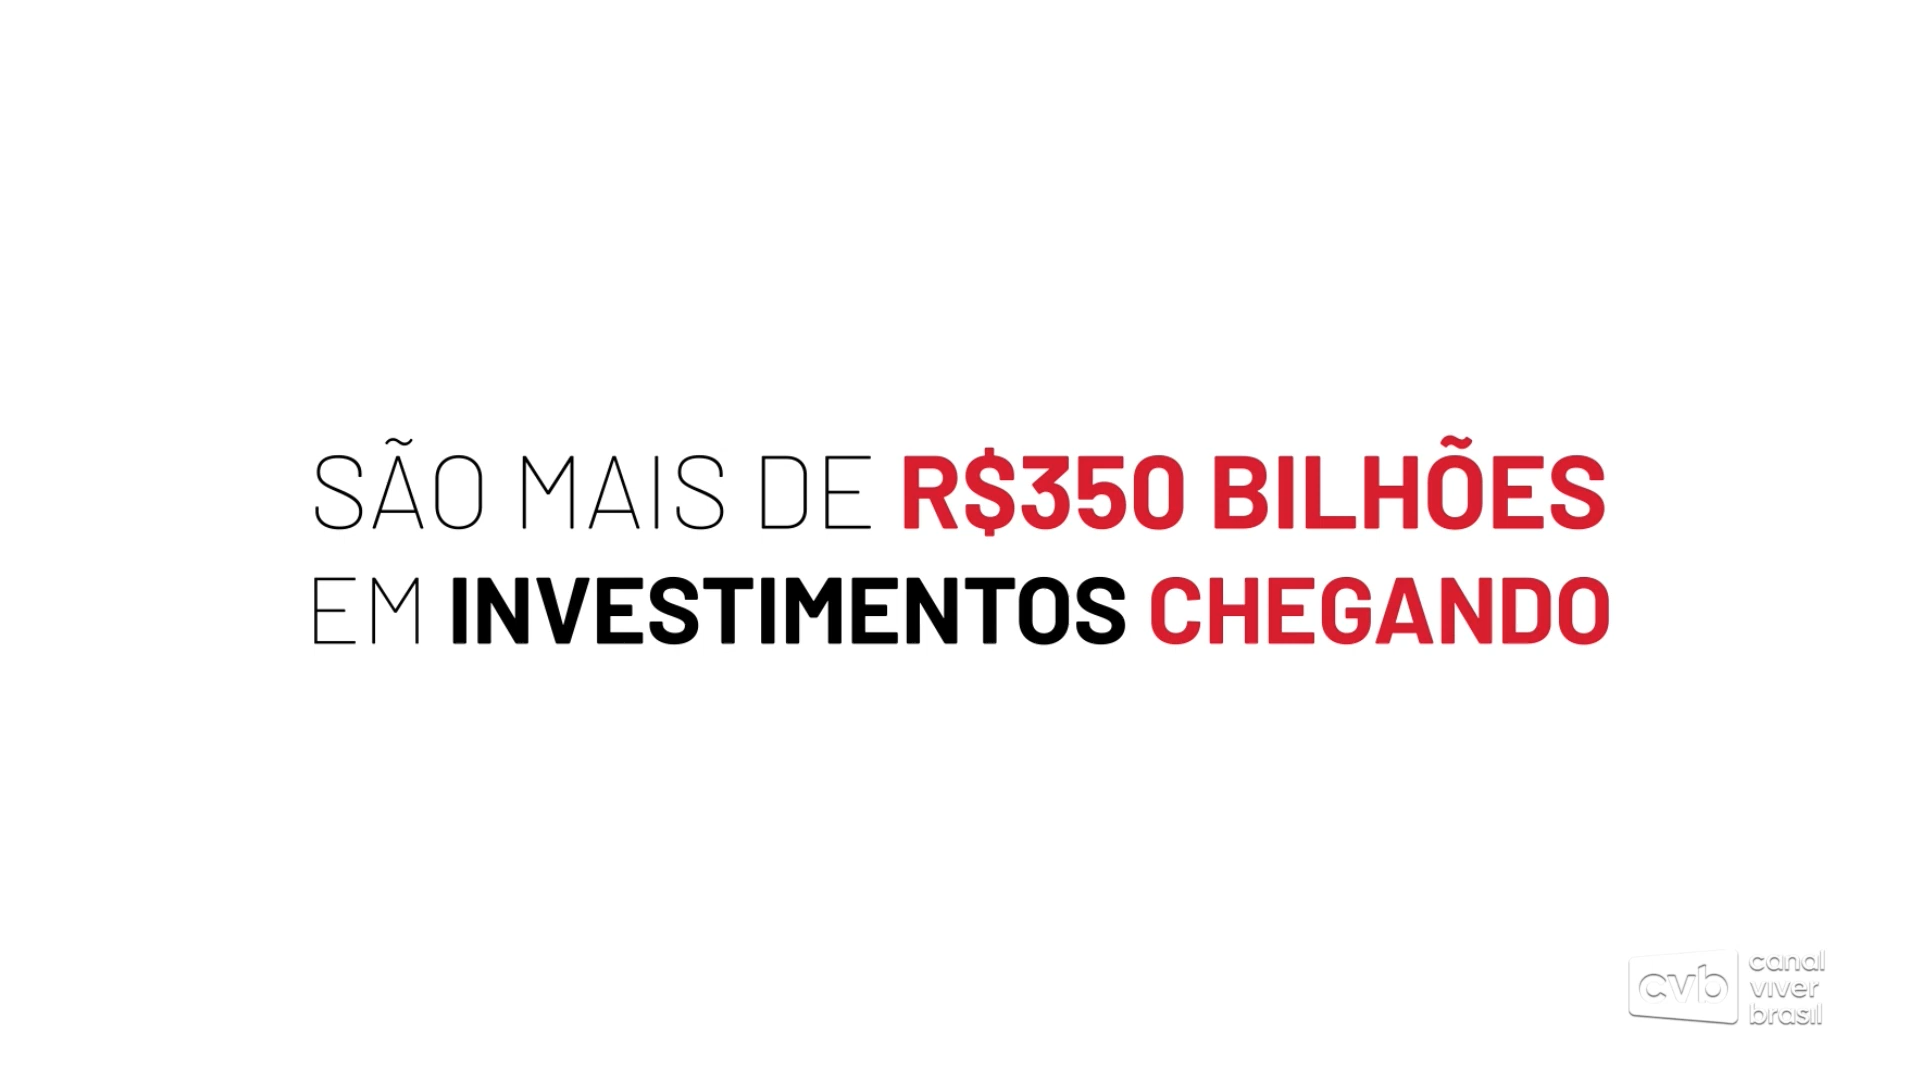 SÃO MAIS DE R$350 BILHÕES
EM INVESTIMENTOS CHEGANDO
cvb
canal
viver
brasil